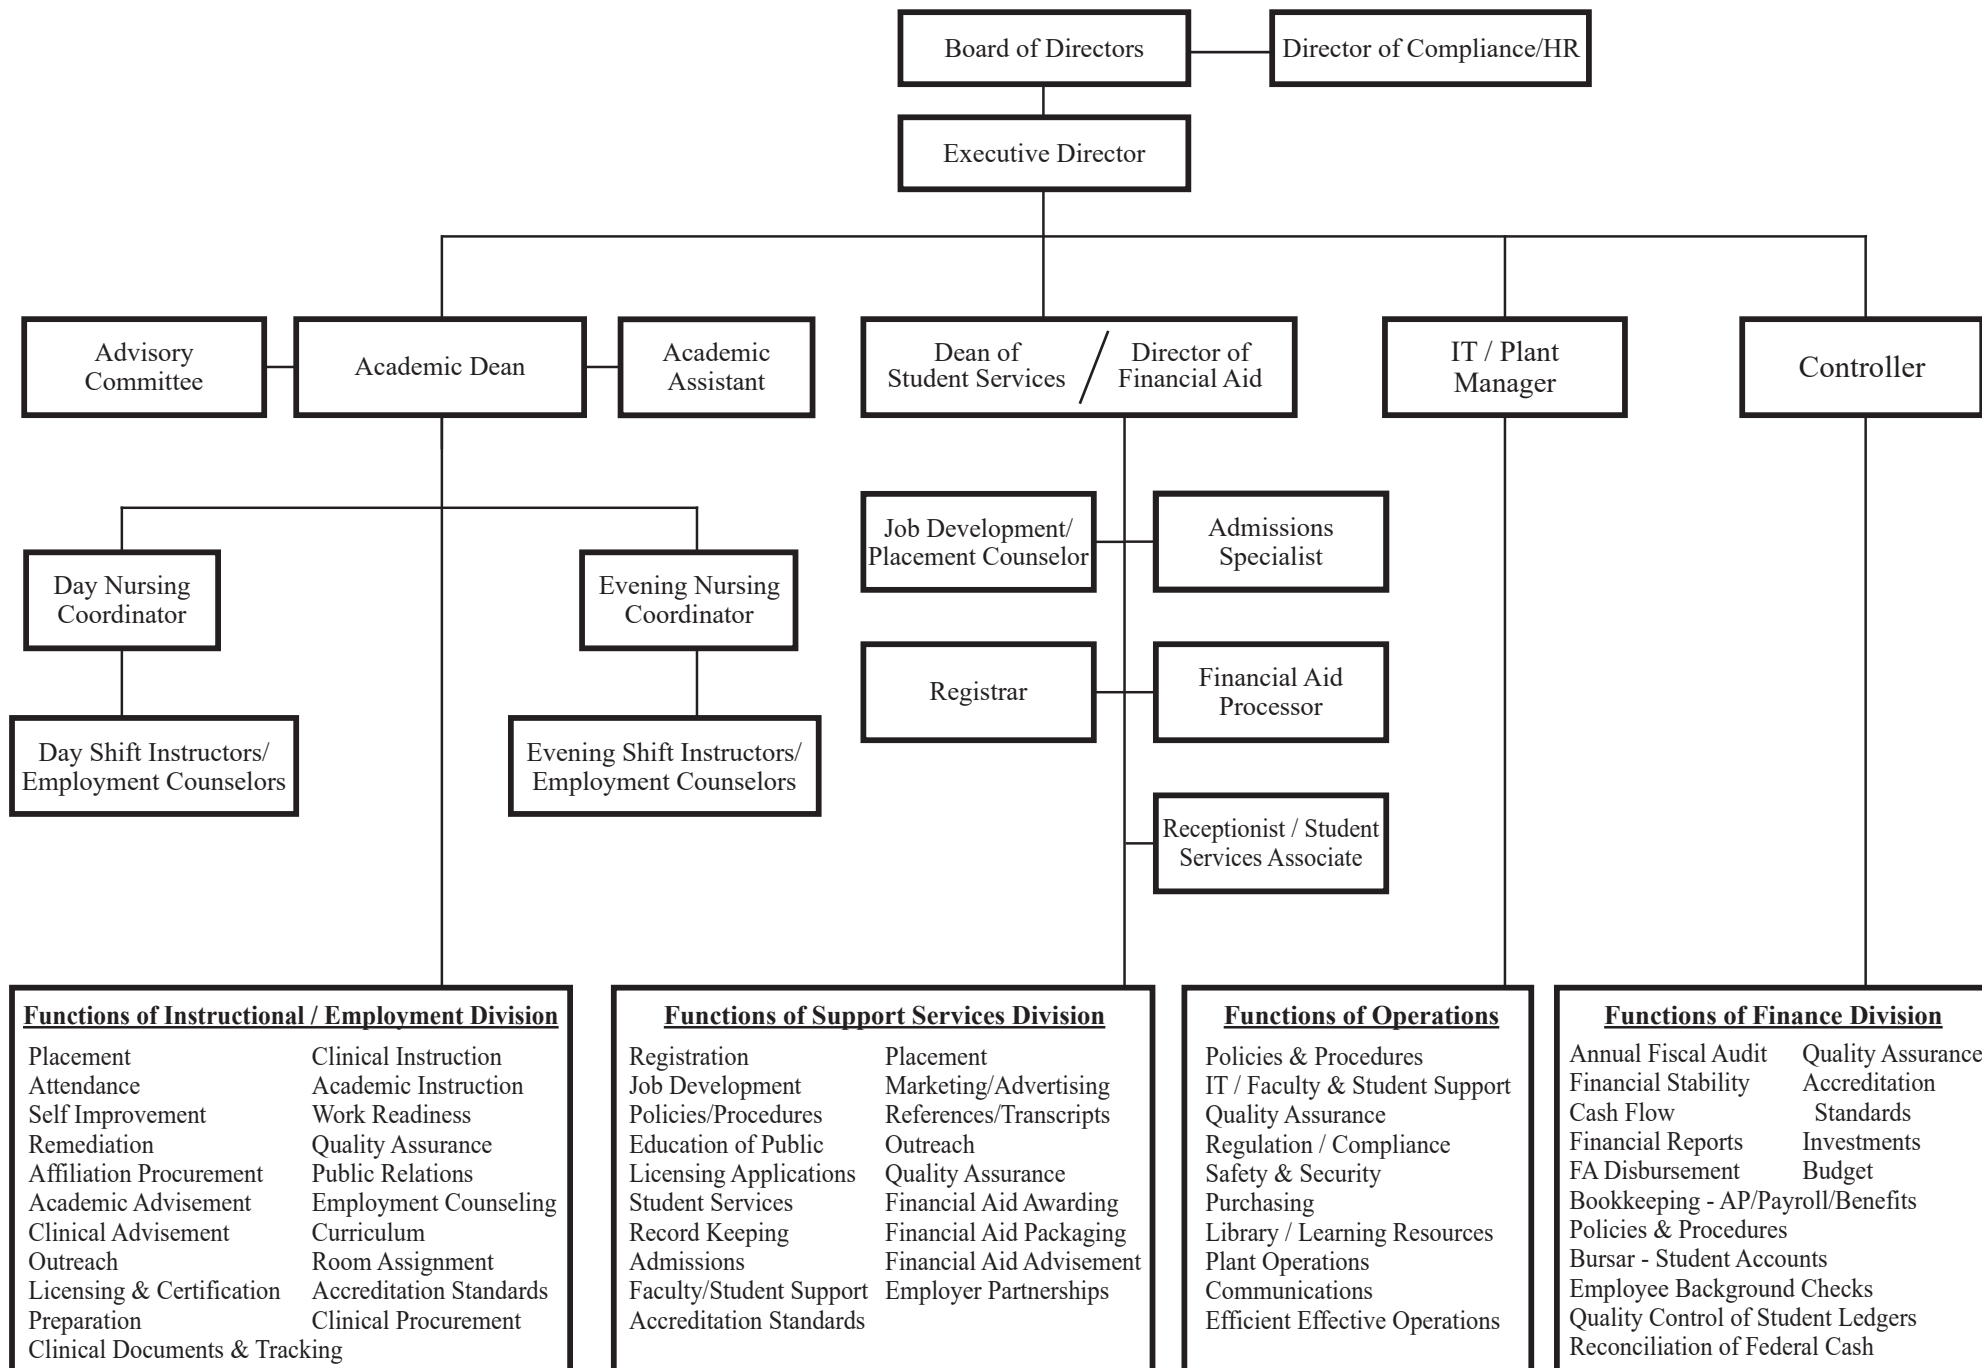 Board of Directors
Director of Compliance/HR
Executive Director
Advisory
Committee
Academic Dean
Academic
Assistant
Dean of
Student Services
/
Director of
Financial Aid
IT / Plant
Manager
Controller
Job Development/
Placement Counselor
Admissions
Specialist
Day Nursing
Coordinator
Evening Nursing
Coordinator
Registrar
Financial Aid
Processor
Day Shift Instructors/
Employment Counselors
Evening Shift Instructors/
Employment Counselors
Receptionist / Student
Services Associate
Functions of Instructional / Employment Division
Placement
Attendance
Self Improvement
Remediation
Affiliation Procurement
Academic Advisement
Clinical Advisement
Outreach
Licensing & Certification
Preparation
Clinical Documents & Tracking
Clinical Instruction
Academic Instruction
Work Readiness
Quality Assurance
Public Relations
Employment Counseling
Curriculum
Room Assignment
Accreditation Standards
Clinical Procurement
Functions of Support Services Division
Registration
Job Development
Policies/Procedures
Education of Public
Licensing Applications
Student Services
Record Keeping
Admissions
Faculty/Student Support
Accreditation Standards
Placement
Marketing/Advertising
References/Transcripts
Outreach
Quality Assurance
Financial Aid Awarding
Financial Aid Packaging
Financial Aid Advisement
Employer Partnerships
Functions of Operations
Policies & Procedures
IT / Faculty & Student Support
Quality Assurance
Regulation / Compliance
Safety & Security
Purchasing
Library / Learning Resources
Plant Operations
Communications
Efficient Effective Operations
Functions of Finance Division
Annual Fiscal Audit
Financial Stability
Cash Flow
Financial Reports
FA Disbursement
Quality Assurance
Accreditation
Standards
Investments
Budget
Bookkeeping - AP/Payroll/Benefits
Policies & Procedures
Bursar - Student Accounts
Employee Background Checks
Quality Control of Student Ledgers
Reconciliation of Federal Cash